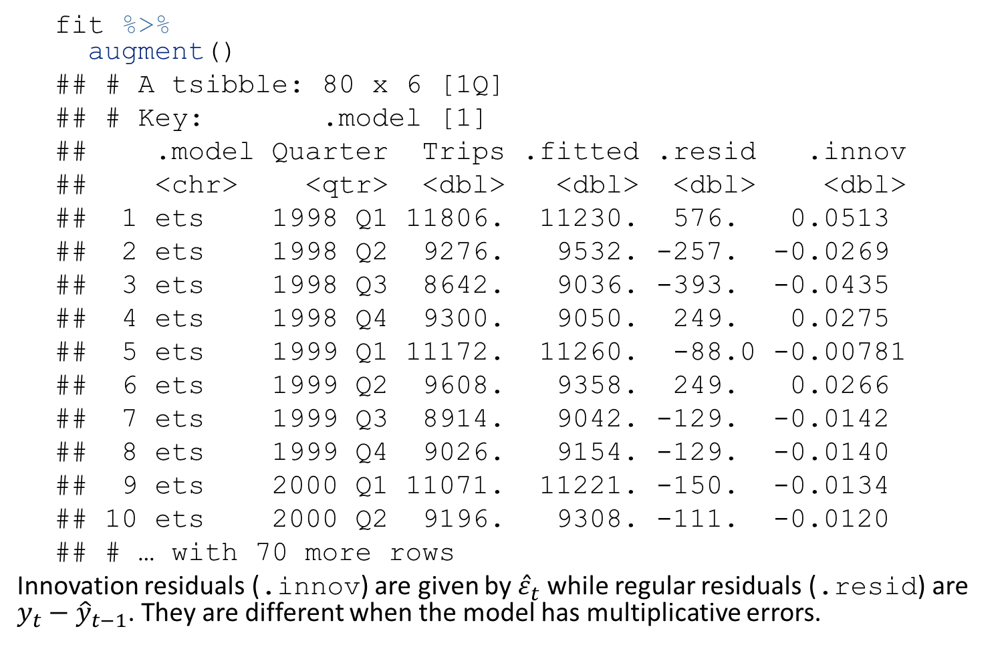 fit %>%
  augment()
## # A tsibble: 80 x 6 [1Q]
## # Key:       .model [1]
##    .model Quarter  Trips .fitted .resid   .innov
##    <chr>    <qtr>  <dbl>   <dbl>  <dbl>    <dbl>
##  1 ets    1998 Q1 11806.  11230.  576.   0.0513
##  2 ets    1998 Q2  9276.   9532. -257.  -0.0269
##  3 ets    1998 Q3  8642.   9036. -393.  -0.0435
##  4 ets    1998 Q4  9300.   9050.  249.   0.0275
##  5 ets    1999 Q1 11172.  11260.  -88.0 -0.00781
##  6 ets    1999 Q2  9608.   9358.  249.   0.0266
##  7 ets    1999 Q3  8914.   9042. -129.  -0.0142
##  8 ets    1999 Q4  9026.   9154. -129.  -0.0140
##  9 ets    2000 Q1 11071.  11221. -150.  -0.0134
## 10 ets    2000 Q2  9196.   9308. -111.  -0.0120
## # … with 70 more rows
Innovation residuals (.innov) are given by ε̂ₜ while regular residuals (.resid) are
yₜ − ŷₜ₋₁. They are different when the model has multiplicative errors.